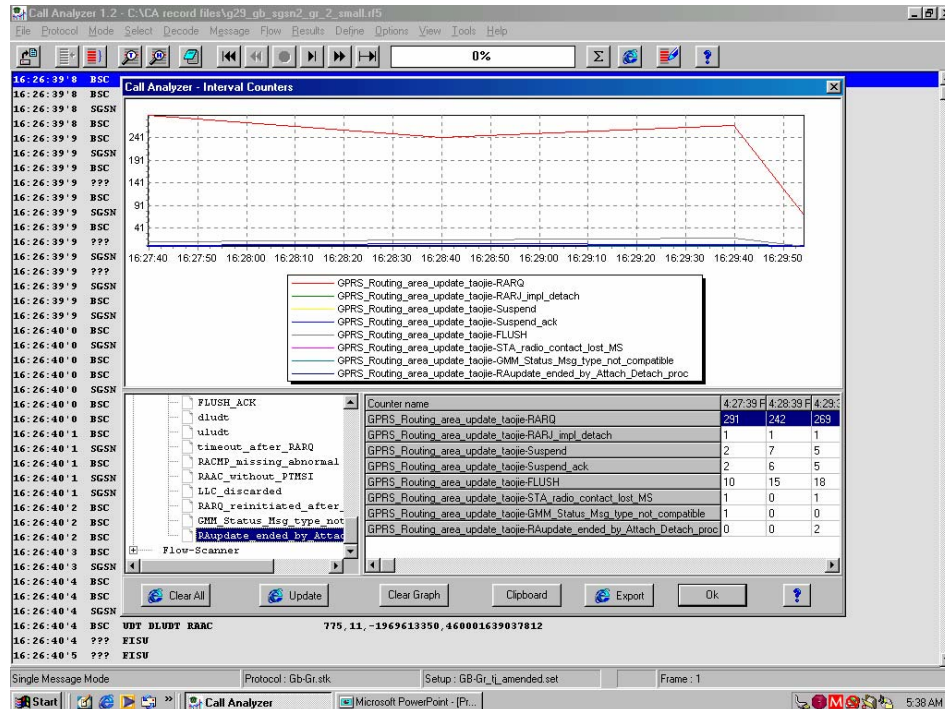 Call Analyzer 1.2 - C:\CA record files\g29_gb_sgsn2_gr_2_small.rf5
File Protocol Mode Select Decode Message Flow Results Define Options View Tools Help
0%
Σ
?
16:26:39'8 BSC
Call Analyzer - Interval Counters
16:26:39'8 BSC
16:26:39'8 SGSN
16:26:39'8 BSC
16:26:39'9 BSC
16:26:39'9 SGSN
16:26:39'9 BSC
16:26:39'9 ???
16:26:39'9 BSC
16:26:39'9 SGSN
16:26:39'9 BSC
16:26:39'9 ???
16:26:39'9 SGSN
16:26:39'9 ???
16:26:39'9 SGSN
16:26:39'9 BSC
16:26:39'9 SGSN
16:26:40'0 BSC
16:26:40'0 SGSN
16:26:40'0 BSC
16:26:40'0 BSC
16:26:40'0 SGSN
16:26:40'0 BSC
16:26:40'0 BSC
16:26:40'1 BSC
16:26:40'1 SGSN
16:26:40'1 BSC
16:26:40'1 SGSN
16:26:40'1 SGSN
16:26:40'2 BSC
16:26:40'2 BSC
16:26:40'2 BSC
16:26:40'3 BSC
16:26:40'3 SGSN
16:26:40'4 BSC
16:26:40'4 SGSN
241
191
141
91
41
16:27:40 16:27:50 16:28:00 16:28:10 16:28:20 16:28:30 16:28:40 16:28:50 16:29:00 16:29:10 16:29:20 16:29:30 16:29:40 16:29:50
GPRS_Routing_area_update_taojie-RARQ
GPRS_Routing_area_update_taojie-RARJ_impl_detach
GPRS_Routing_area_update_taojie-Suspend
GPRS_Routing_area_update_taojie-Suspend_ack
GPRS_Routing_area_update_taojie-FLUSH
GPRS_Routing_area_update_taojie-STA_radio_contact_lost_MS
GPRS_Routing_area_update_taojie-GMM_Status_Msg_type_not_compatible
GPRS_Routing_area_update_taojie-RAupdate_ended_by_Attach_Detach_proc
FLUSH_ACK
dludt
uludt
timeout_after_RARQ
RACMP_missing_abnormal
RAAC_without_PTMSI
LLC_discarded
RARQ_reinitiated_after_
GMM_Status_Msg_type_not
RAupdate_ended_by_Attac
Flow-Scanner
Counter name 4:27:39 F 4:28:39 F 4:29:3
GPRS_Routing_area_update_taojie-RARQ 291 242 269
GPRS_Routing_area_update_taojie-RARJ_impl_detach 1 1 1
GPRS_Routing_area_update_taojie-Suspend 2 7 5
GPRS_Routing_area_update_taojie-Suspend_ack 2 6 5
GPRS_Routing_area_update_taojie-FLUSH 10 15 18
GPRS_Routing_area_update_taojie-STA_radio_contact_lost_MS 1 0 1
GPRS_Routing_area_update_taojie-GMM_Status_Msg_type_not_compatible 1 0 0
GPRS_Routing_area_update_taojie-RAupdate_ended_by_Attach_Detach_proc 0 0 2
Clear All Update Clear Graph Clipboard Export Ok ?
16:26:40'4 BSC UDT DLUDT RAAC 775,11,-1969613350,460001639037812
16:26:40'4 ??? FISU
16:26:40'5 ??? FISU
Single Message Mode Protocol : Gb-Gr.stk Setup : GB-Gr_tj_amended.set Frame : 1
Start » Call Analyzer Microsoft PowerPoint - [Pr... 5:38 AM